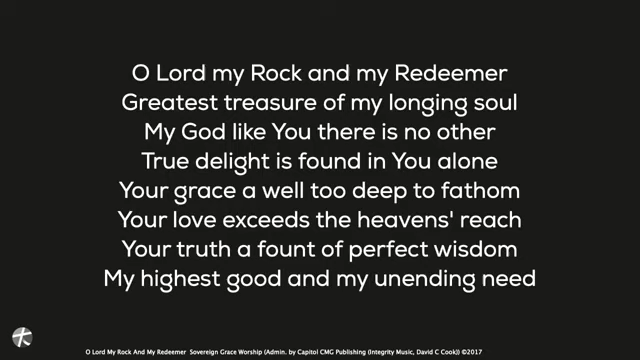 O Lord my Rock and my Redeemer
Greatest treasure of my longing soul
My God like You there is no other
True delight is found in You alone
Your grace a well too deep to fathom
Your love exceeds the heavens' reach
Your truth a fount of perfect wisdom
My highest good and my unending need
O Lord My Rock And My Redeemer Sovereign Grace Worship (Admin. by Capitol CMG Publishing (Integrity Music, David C Cook)) ©2017